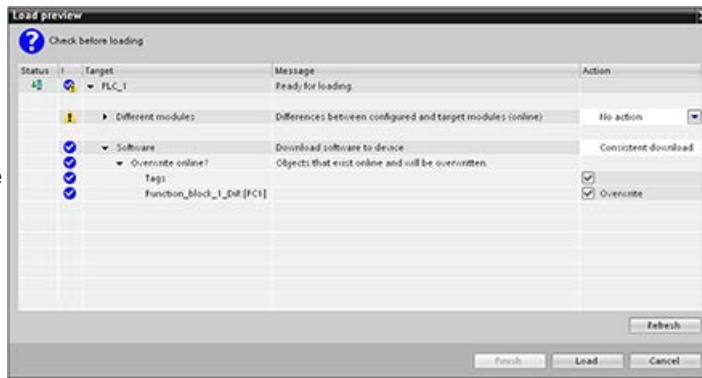 Load preview
Check before loading
Status ! Target Message Action
PLC_1 Ready for loading.
Different modules Differences between configured and target modules (online) No action
Software Download software to device Consistent download
Overwrite online? Objects that exist online and will be overwritten.
Tags
Function_block_1_Dilt [FC1] Overwrite
Refresh
Finish Load Cancel